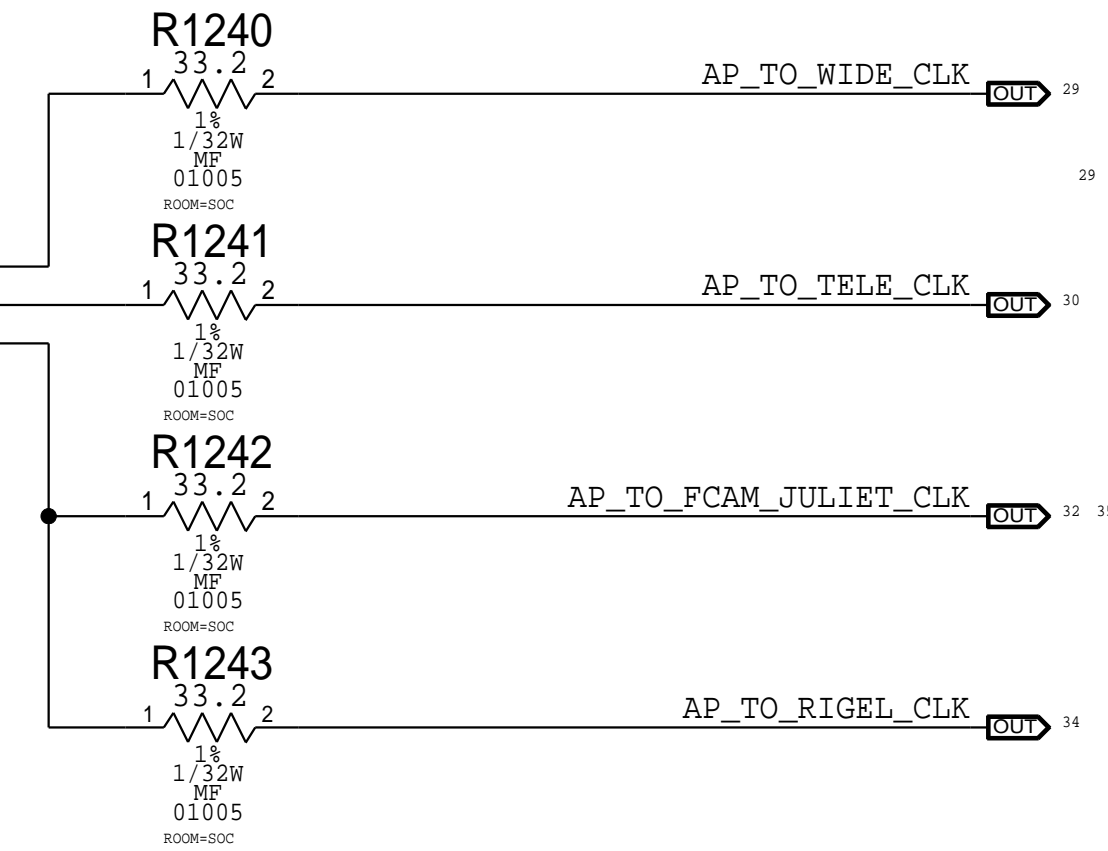 R1240
33.2
1 2
AP_TO_WIDE_CLK
OUT 29
1%
1/32W
MF
01005
29
ROOM=SOC
R1241
33.2
1 2
AP_TO_TELE_CLK
OUT 30
1%
1/32W
MF
01005
ROOM=SOC
R1242
33.2
1 2
AP_TO_FCAM_JULIET_CLK
OUT 32
1%
1/32W
MF
01005
ROOM=SOC
R1243
33.2
1 2
AP_TO_RIGEL_CLK
OUT 34
1%
1/32W
MF
01005
ROOM=SOC